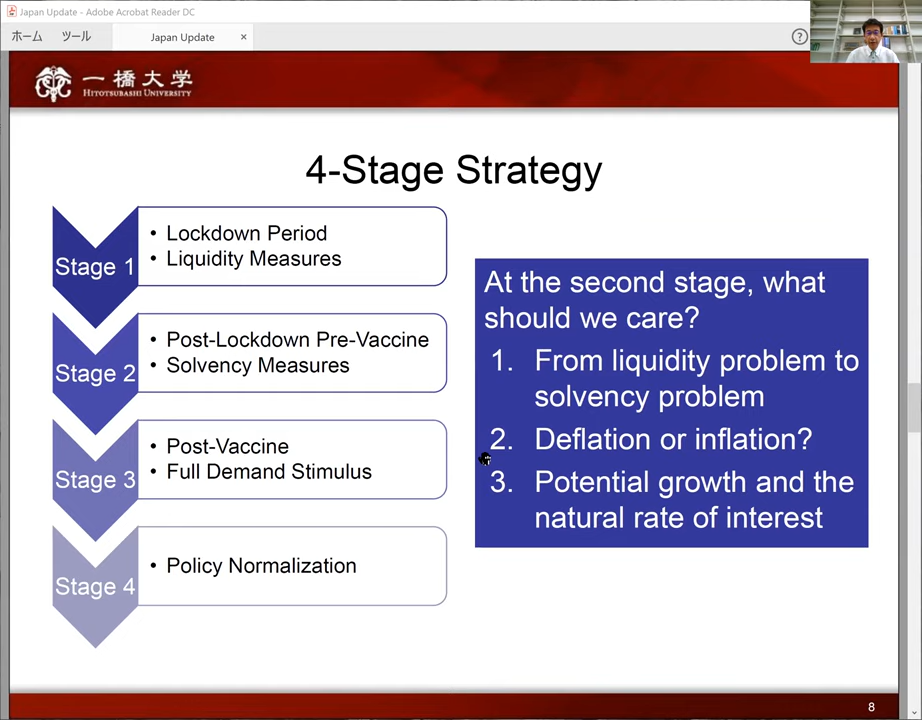 Japan Update - Adobe Acrobat Reader DC
ホーム ツール Japan Update ×
?
一橋大学
HITOTSUBASHI UNIVERSITY
4-Stage Strategy
Stage 1
• Lockdown Period
• Liquidity Measures
Stage 2
• Post-Lockdown Pre-Vaccine
• Solvency Measures
Stage 3
• Post-Vaccine
• Full Demand Stimulus
Stage 4
• Policy Normalization
At the second stage, what
should we care?
1. From liquidity problem to
solvency problem
2. Deflation or inflation?
3. Potential growth and the
natural rate of interest
8